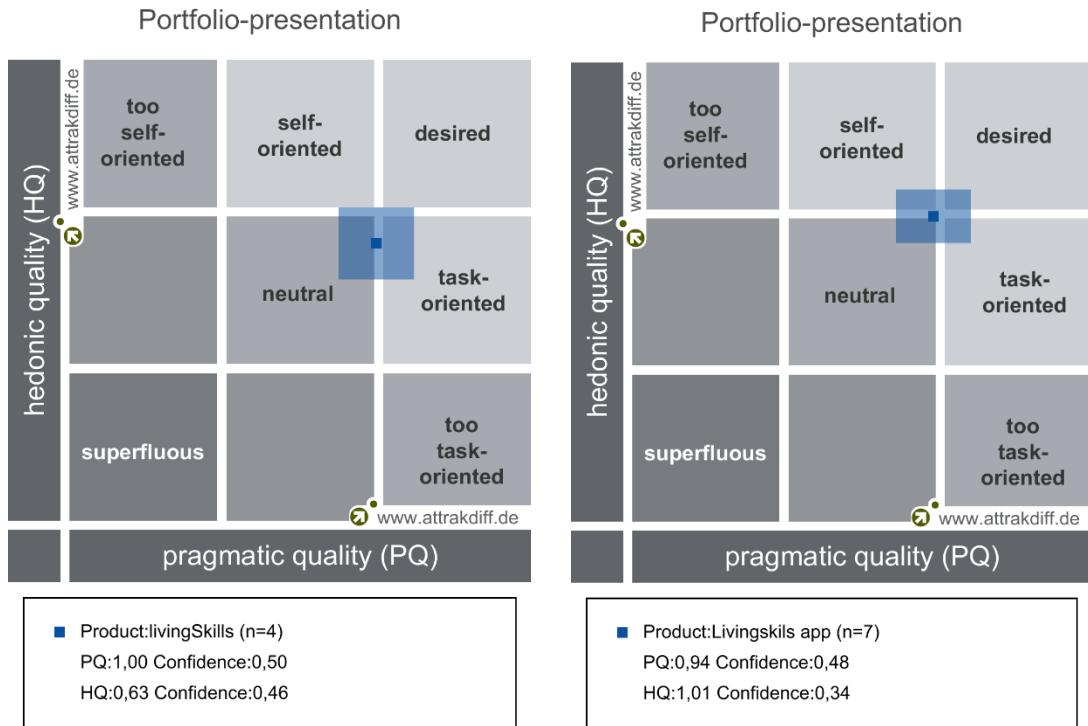 Portfolio-presentation
hedonic quality (HQ)
www.attrakdiff.de
too
self-
oriented
self-
oriented
desired
neutral
task-
oriented
superfluous
too
task-
oriented
www.attrakdiff.de
pragmatic quality (PQ)
Product:livingSkills (n=4)
PQ:1,00 Confidence:0,50
HQ:0,63 Confidence:0,46
Portfolio-presentation
hedonic quality (HQ)
www.attrakdiff.de
too
self-
oriented
self-
oriented
desired
neutral
task-
oriented
superfluous
too
task-
oriented
www.attrakdiff.de
pragmatic quality (PQ)
Product:Livingskils app (n=7)
PQ:0,94 Confidence:0,48
HQ:1,01 Confidence:0,34